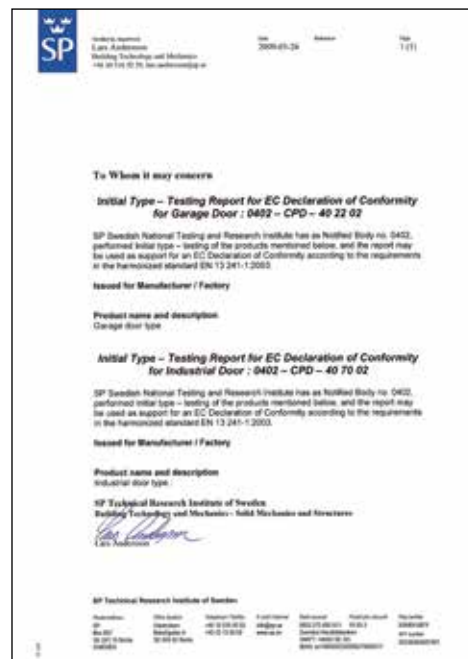 SP
Lars Andersson
Building Technology and Mechanics
Date
Reference
Page
2009-03-26
1 (1)
To Whom it may concern
Initial Type – Testing Report for EC Declaration of Conformity
for Garage Door : 0402 – CPD – 40 22 02
SP Swedish National Testing and Research Institute has as Notified Body no. 0402,
performed initial type – testing of the products mentioned below, and the report may
be used as support for an EC Declaration of Conformity according to the requirements
in the harmonized standard EN 13 241-1:2003.
Issued for Manufacturer / Factory
Product name and description
Garage door type
Initial Type – Testing Report for EC Declaration of Conformity
for Industrial Door : 0402 – CPD – 40 70 02
SP Swedish National Testing and Research Institute has as Notified Body no. 0402,
performed initial type – testing of the products mentioned below, and the report may
be used as support for an EC Declaration of Conformity according to the requirements
in the harmonized standard EN 13 241-1:2003.
Issued for Manufacturer / Factory
Product name and description
Industrial door type :
SP Technical Research Institute of Sweden
Building Technology and Mechanics - Solid Mechanics and Structures
Lars Andersson
SP Technical Research Institute of Sweden